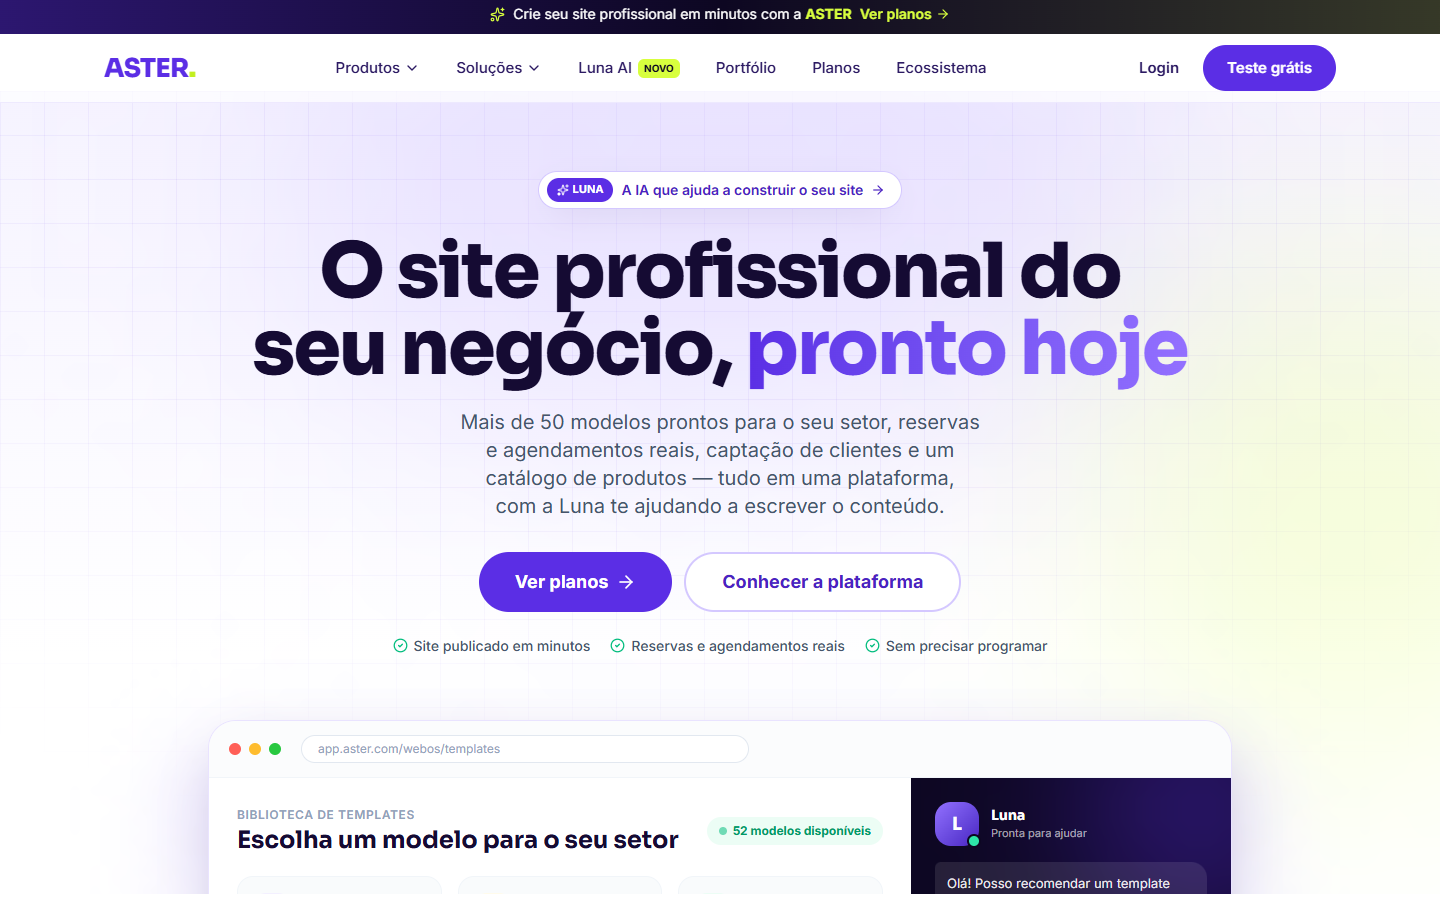 Crie seu site profissional em minutos com a ASTER Ver planos →
ASTER.
Produtos
Soluções
Luna AI NOVO
Portfólio
Planos
Ecossistema
Login
Teste grátis
LUNA A IA que ajuda a construir o seu site →
O site profissional do
seu negócio, pronto hoje
Mais de 50 modelos prontos para o seu setor, reservas
e agendamentos reais, captação de clientes e um
catálogo de produtos — tudo em uma plataforma,
com a Luna te ajudando a escrever o conteúdo.
Ver planos →
Conhecer a plataforma
Site publicado em minutos
Reservas e agendamentos reais
Sem precisar programar
app.aster.com/webos/templates
BIBLIOTECA DE TEMPLATES
Escolha um modelo para o seu setor
52 modelos disponíveis
L
Luna
Pronta para ajudar
Olá! Posso recomendar um template